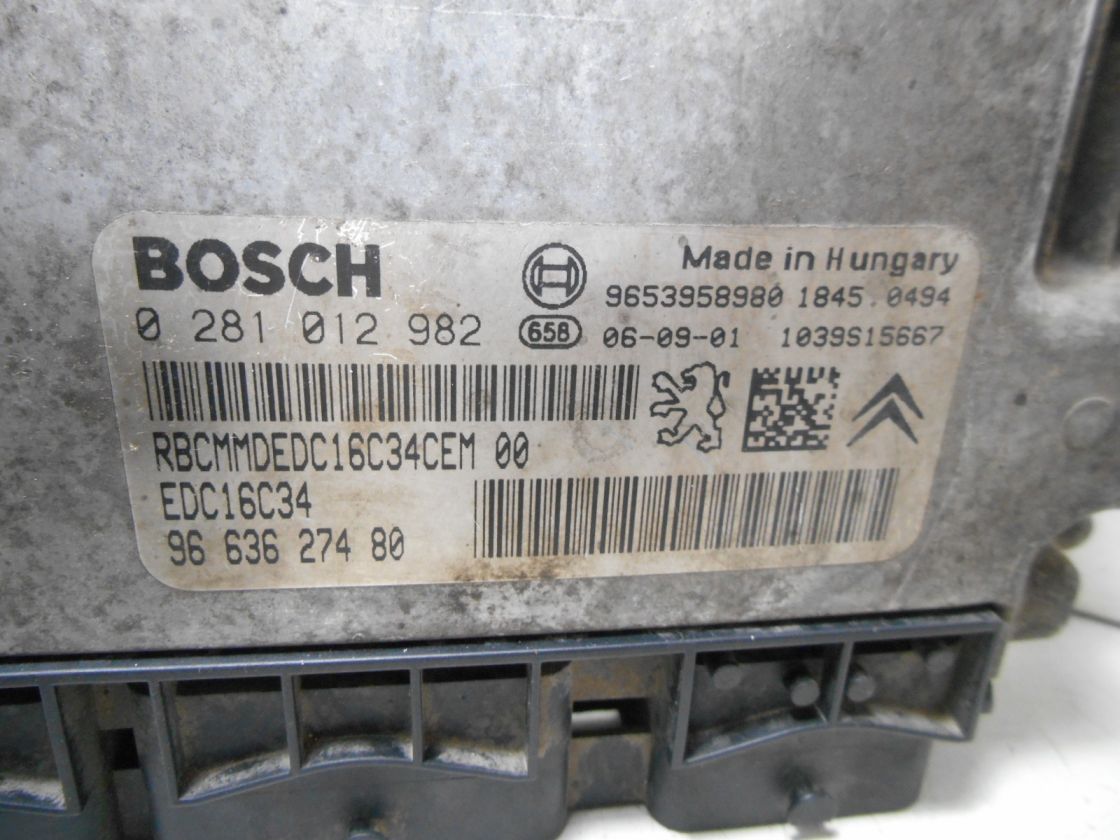 BOSCH
Made in Hungary
9653958980 1845.0494
0 281 012 982
658
06-09-01 1039S15667
RBCMMDEDC16C34CEM 00
EDC16C34
96 636 274 80